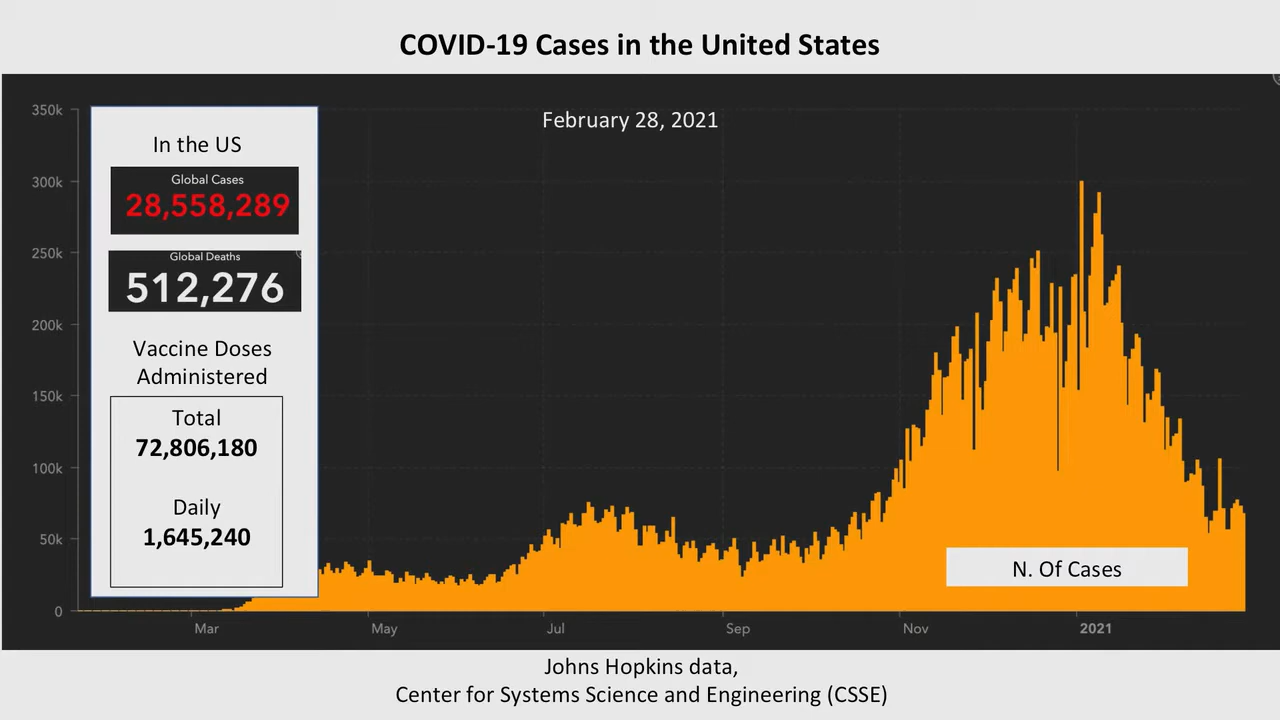 COVID-19 Cases in the United States
February 28, 2021
350k
300k
250k
200k
150k
100k
50k
0
In the US
Global Cases
28,558,289
Global Deaths
512,276
Vaccine Doses
Administered
Total
72,806,180
Daily
1,645,240
N. Of Cases
Mar May Jul Sep Nov 2021
Johns Hopkins data,
Center for Systems Science and Engineering (CSSE)